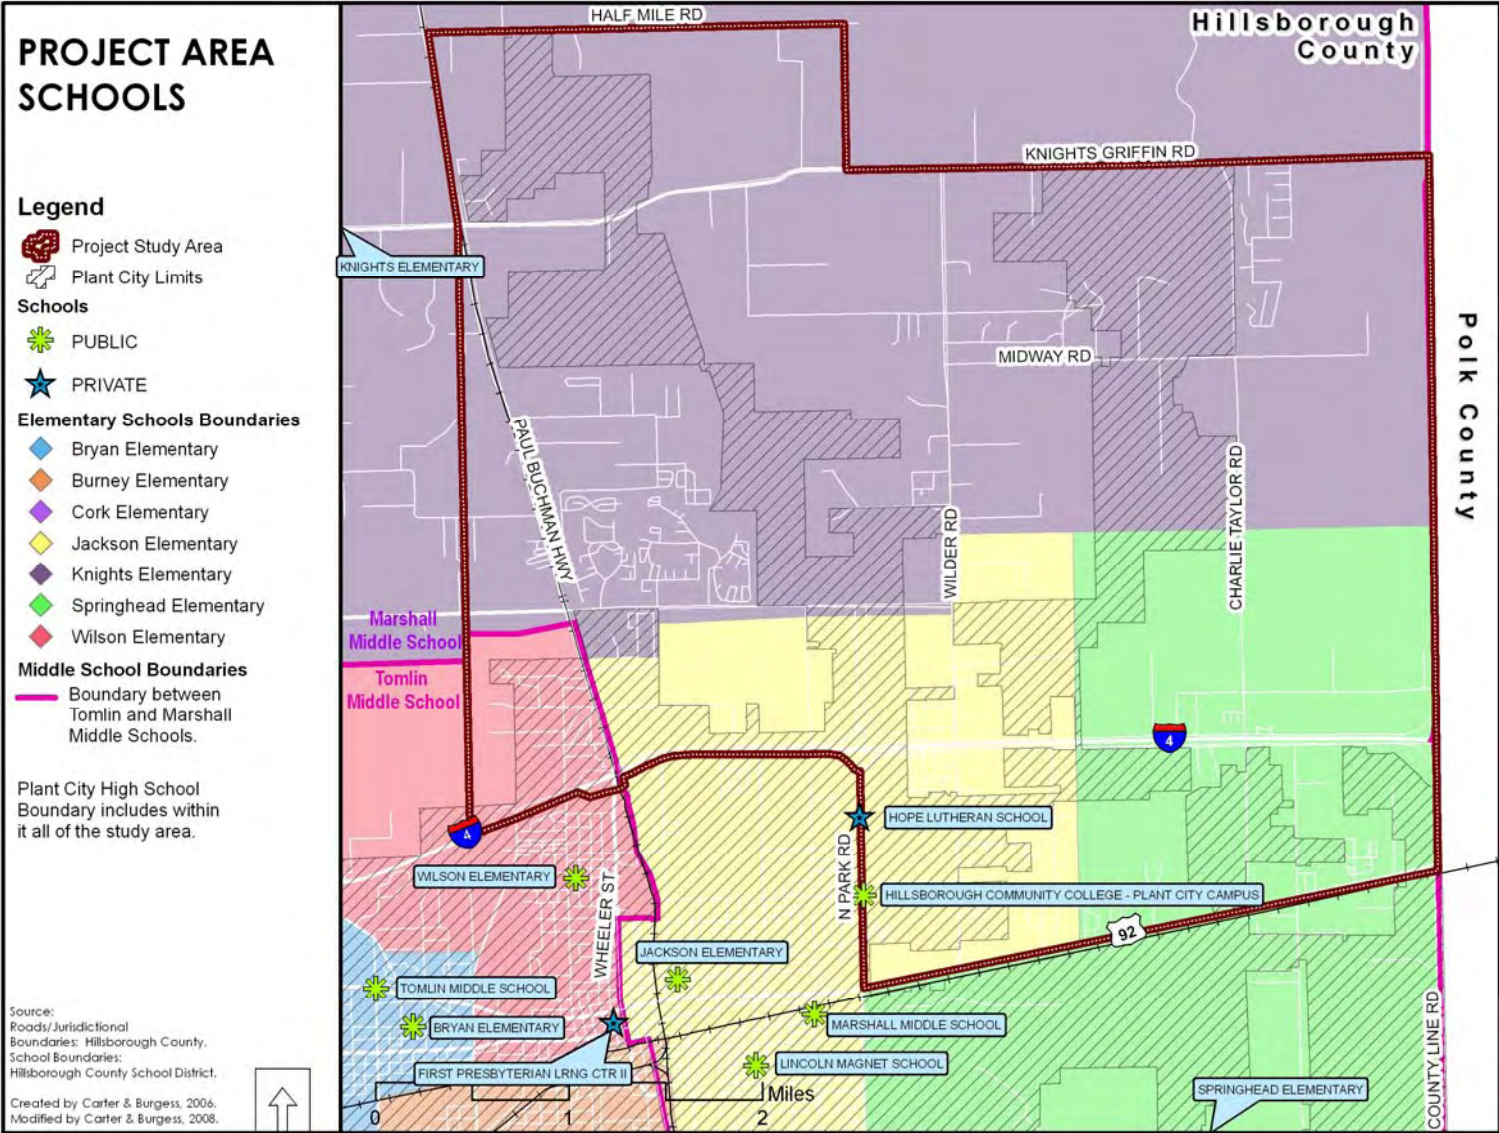 PROJECT AREA
SCHOOLS
Legend
Project Study Area
Plant City Limits
Schools
PUBLIC
PRIVATE
Elementary Schools Boundaries
Bryan Elementary
Burney Elementary
Cork Elementary
Jackson Elementary
Knights Elementary
Springhead Elementary
Wilson Elementary
Middle School Boundaries
Boundary between
Tomlin and Marshall
Middle Schools.
Plant City High School
Boundary includes within
it all of the study area.
Source:
Roads/Jurisdictional
Boundaries: Hillsborough County.
School Boundaries:
Hillsborough County School District.
Created by Carter & Burgess, 2006.
Modified by Carter & Burgess, 2008.
HALF MILE RD
Hillsborough
County
KNIGHTS GRIFFIN RD
KNIGHTS ELEMENTARY
MIDWAY RD
Polk County
PAUL BUCHMAN HWY
WILDER RD
CHARLIE TAYLOR RD
Marshall
Middle School
Tomlin
Middle School
4
4
HOPE LUTHERAN SCHOOL
WILSON ELEMENTARY
N PARK RD
HILLSBOROUGH COMMUNITY COLLEGE - PLANT CITY CAMPUS
WHEELER ST
92
JACKSON ELEMENTARY
TOMLIN MIDDLE SCHOOL
BRYAN ELEMENTARY
MARSHALL MIDDLE SCHOOL
LINCOLN MAGNET SCHOOL
FIRST PRESBYTERIAN LRNG CTR II
SPRINGHEAD ELEMENTARY
COUNTY LINE RD
Miles
0 1 2